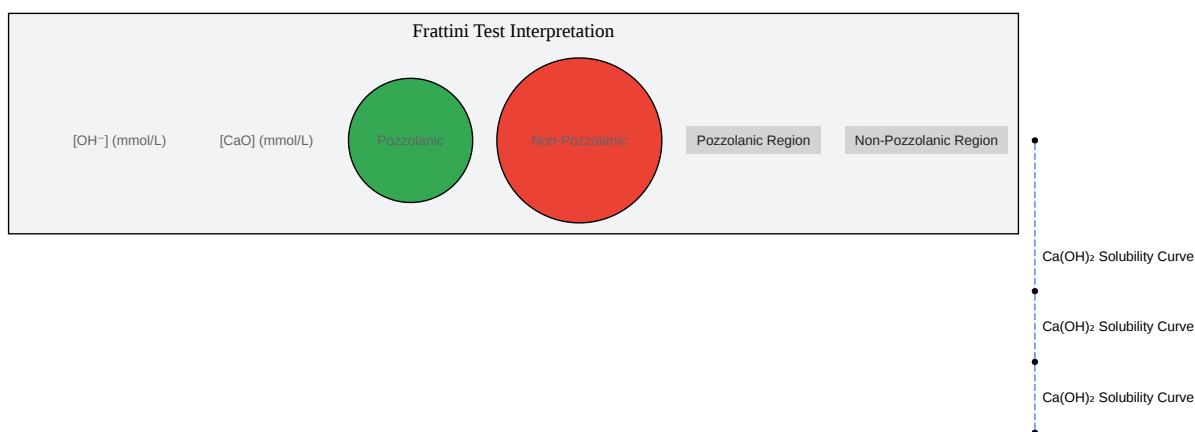 Frattini Test Interpretation
[OH⁻] (mmol/L)
[CaO] (mmol/L)
Pozzolanic
Non-Pozzolanic
Pozzolanic Region
Non-Pozzolanic Region
Ca(OH)₂ Solubility Curve
Ca(OH)₂ Solubility Curve
Ca(OH)₂ Solubility Curve